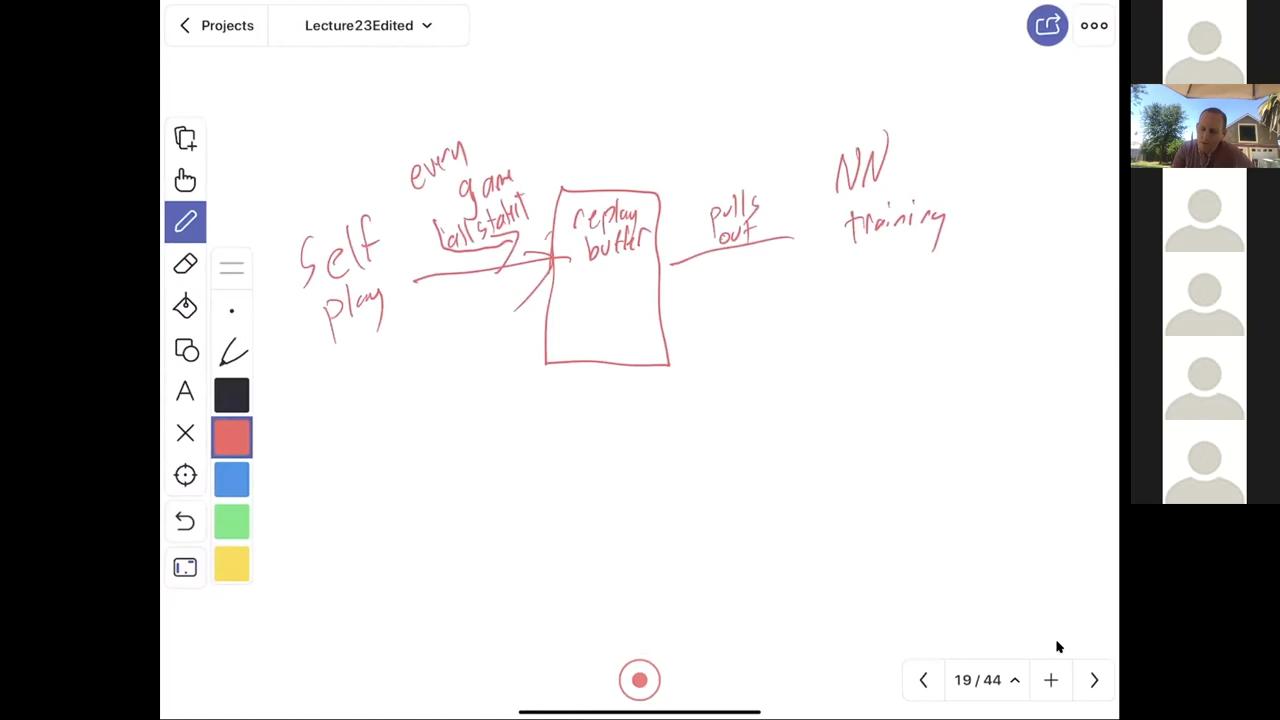 Projects
Lecture23Edited
every
game
(all states)
Self
play
replay
buffer
pulls
out
NN
training
19 / 44